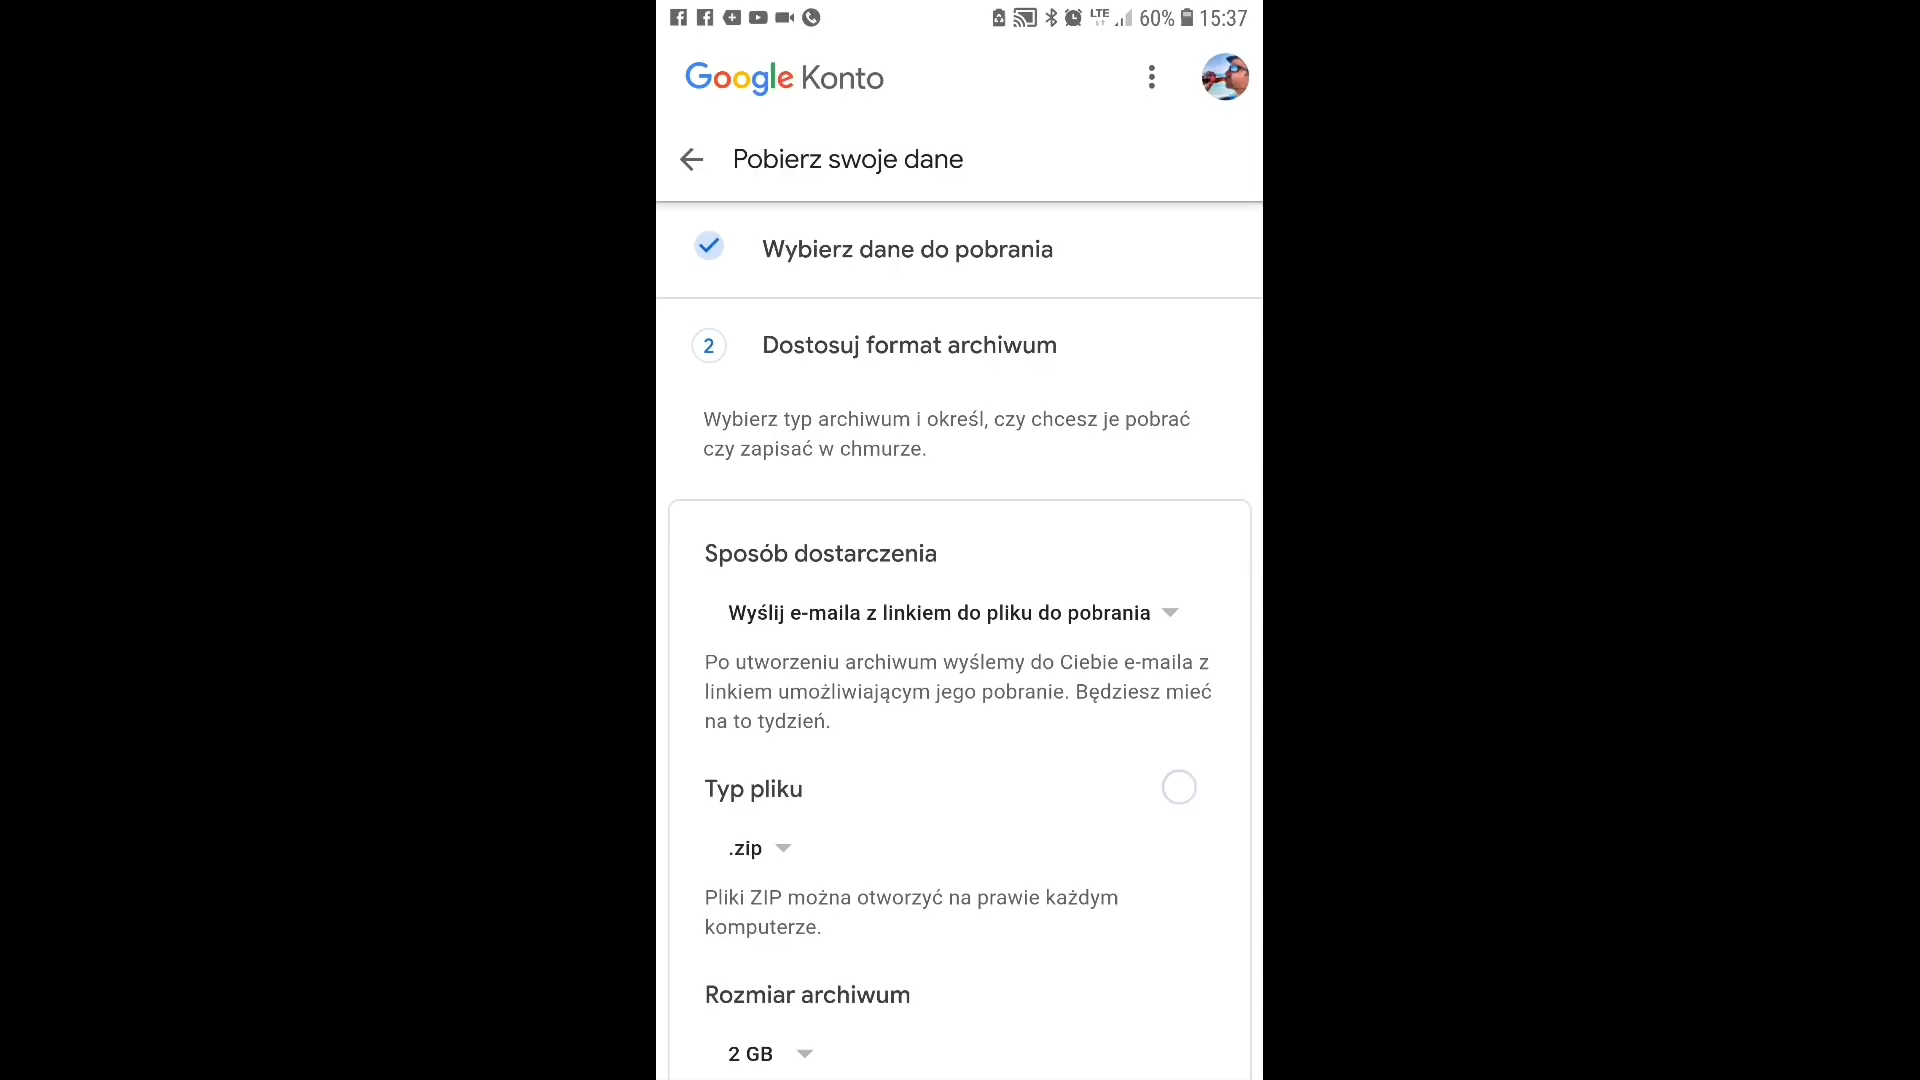 LTE 60% 15:37
Google Konto
Pobierz swoje dane
Wybierz dane do pobrania
2 Dostosuj format archiwum
Wybierz typ archiwum i określ, czy chcesz je pobrać
czy zapisać w chmurze.
Sposób dostarczenia
Wyślij e-maila z linkiem do pliku do pobrania
Po utworzeniu archiwum wyślemy do Ciebie e-maila z
linkiem umożliwiającym jego pobranie. Będziesz mieć
na to tydzień.
Typ pliku
.zip
Pliki ZIP można otworzyć na prawie każdym
komputerze.
Rozmiar archiwum
2 GB